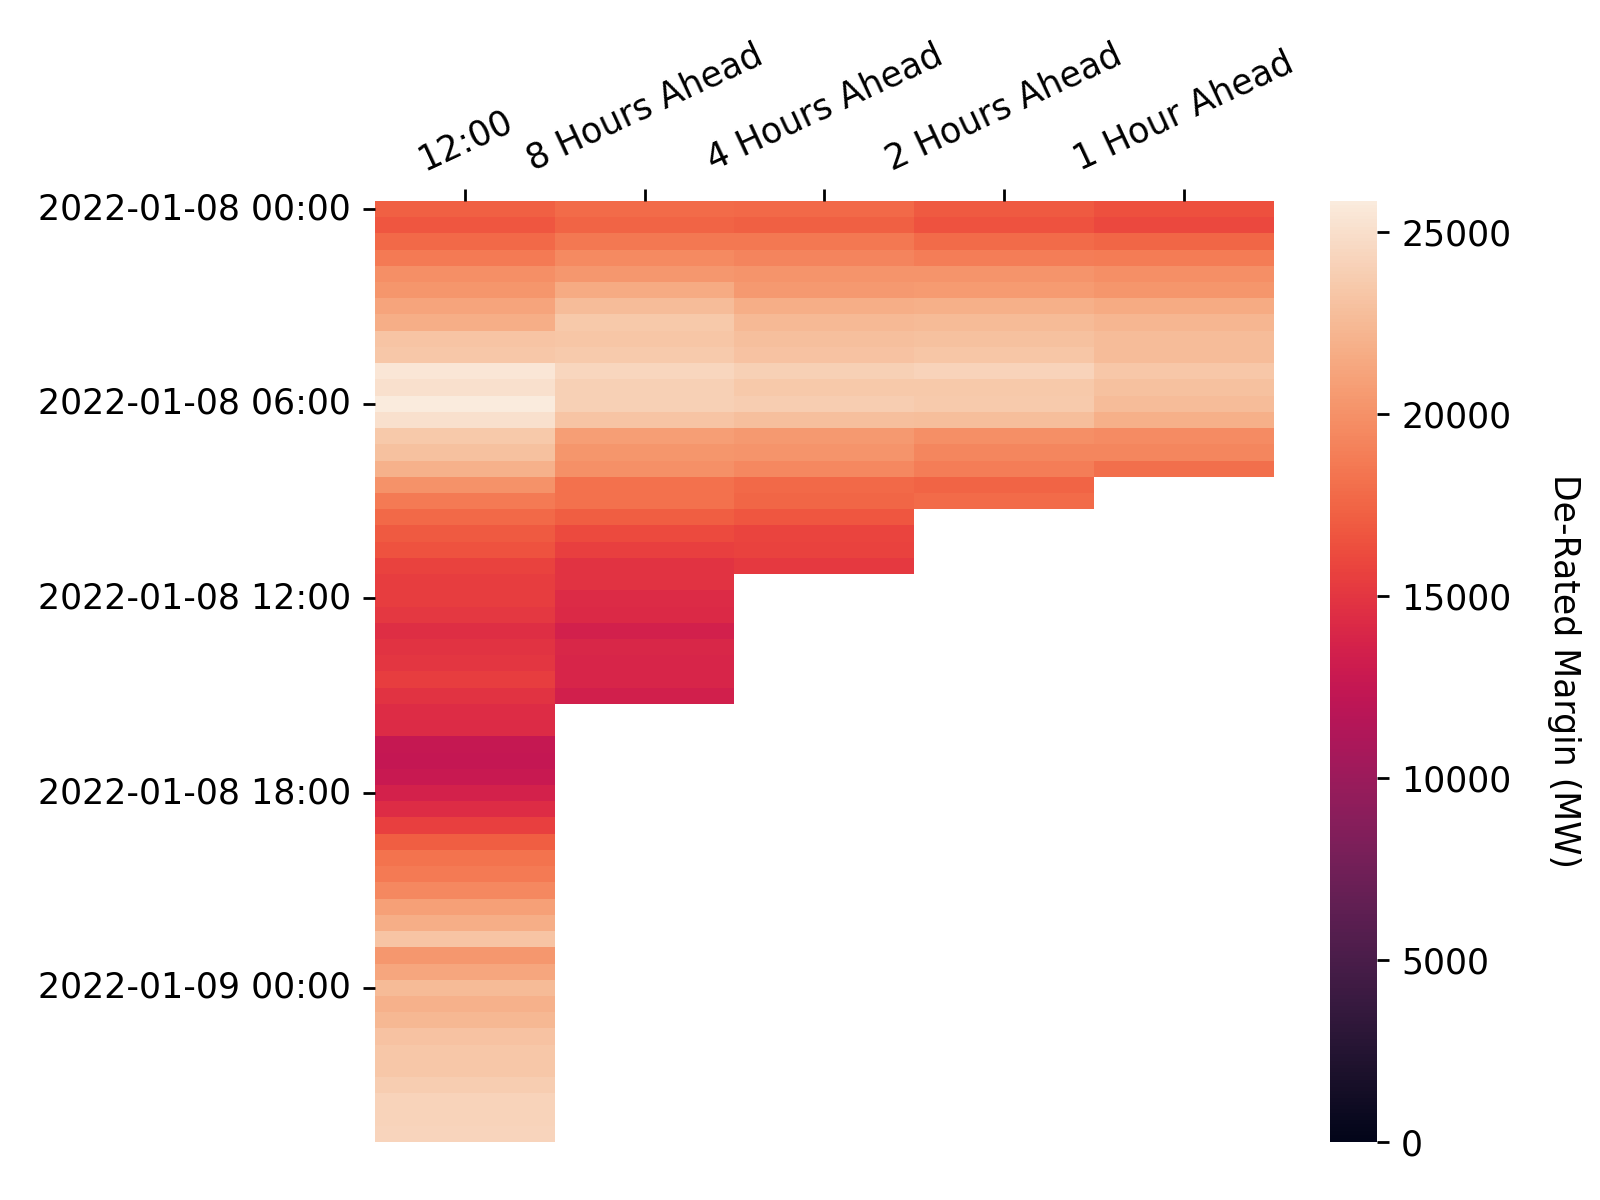 12:00
8 Hours Ahead
4 Hours Ahead
2 Hours Ahead
1 Hour Ahead
2022-01-08 00:00
2022-01-08 06:00
2022-01-08 12:00
2022-01-08 18:00
2022-01-09 00:00
25000
20000
15000
10000
5000
0
De-Rated Margin (MW)